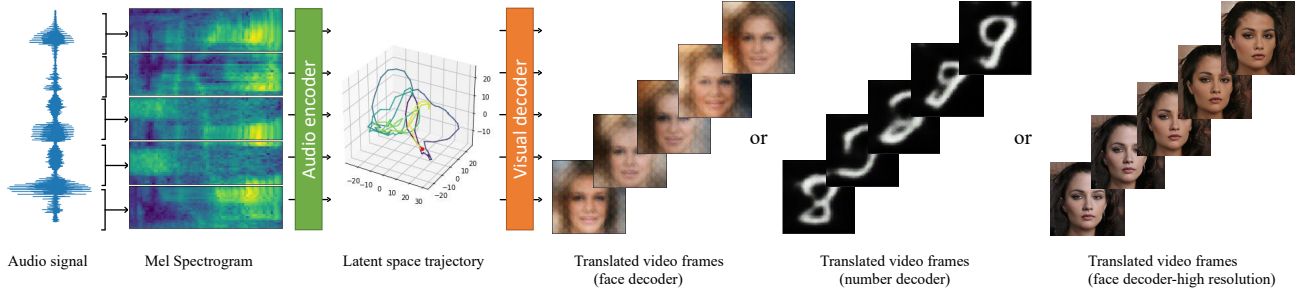 Audio encoder
20
10
0
−10
20
10
0
−10
−20
−20
−10
0
10
20
30
Visual decoder
or
or
Audio signal
Mel Spectrogram
Latent space trajectory
Translated video frames
(face decoder)
Translated video frames
(number decoder)
Translated video frames
(face decoder-high resolution)